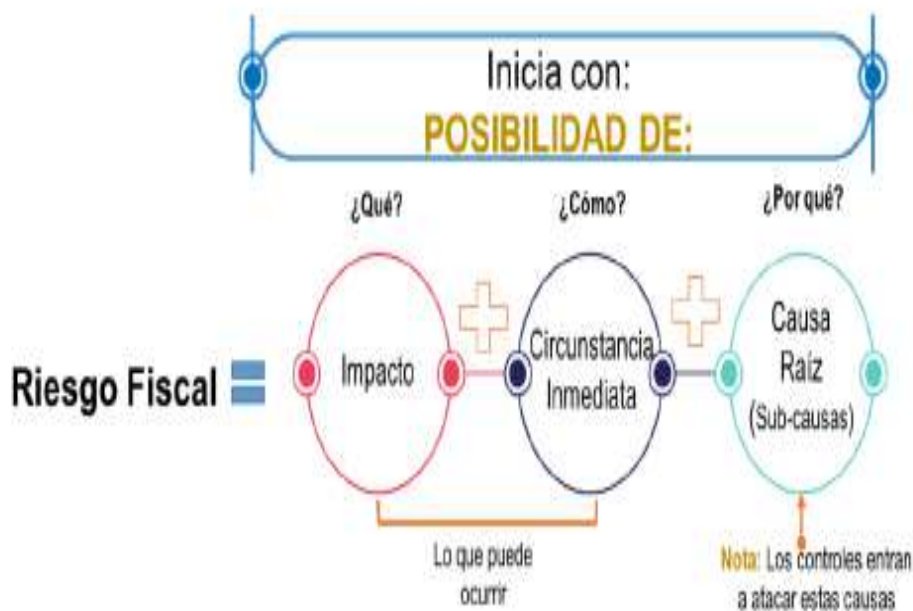 Inicia con:
POSIBILIDAD DE:
¿Qué?
¿Cómo?
¿Por qué?
Riesgo Fiscal =
Impacto
+
Circunstancia
Inmediata
+
Causa
Raíz
(Sub-causas)
Lo que puede
ocurrir
Nota: Los controles entran
a atacar estas causas